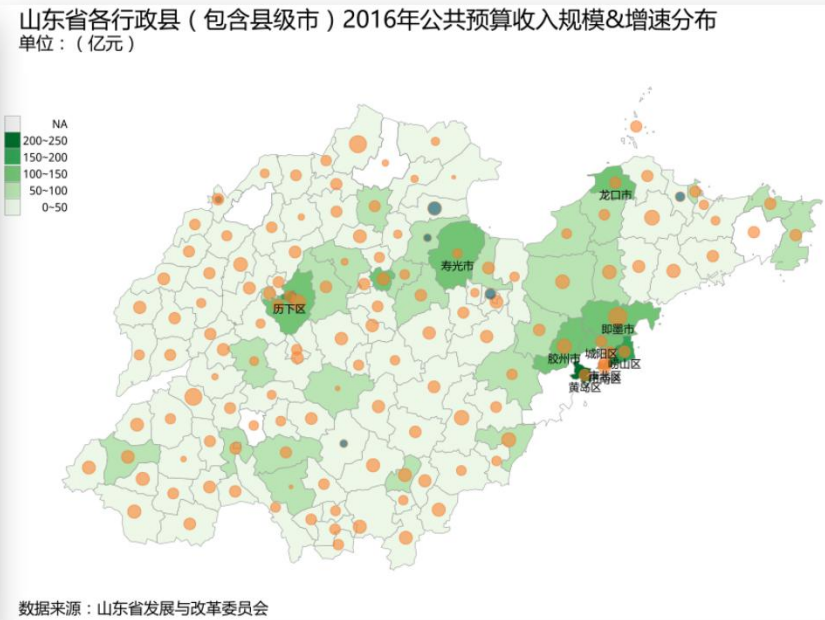 山东省各行政县（包含县级市）2016年公共预算收入规模&增速分布
单位：（亿元）
NA
200~250
150~200
100~150
50~100
0~50
龙口市
寿光市
历下区
即墨市
城阳区
胶州市
崂山区
黄岛区
数据来源：山东省发展与改革委员会